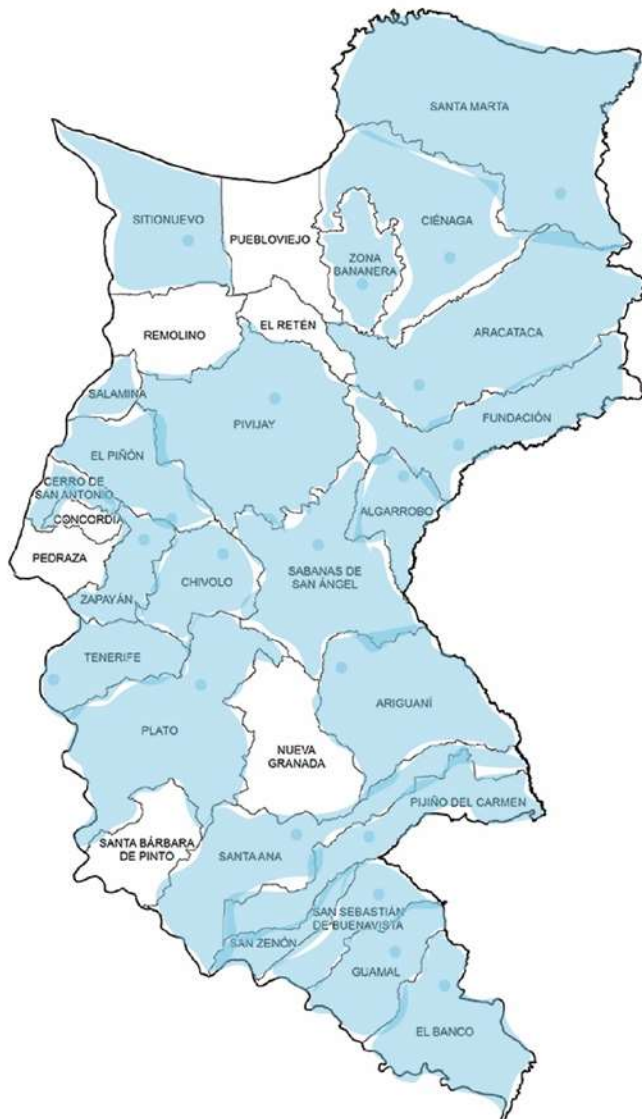 SANTA MARTA
SITIONUEVO
CIÉNAGA
PUEBLOVIEJO
ZONA
BANANERA
EL RETÉN
REMOLINO
ARACATACA
SALAMINA
PIVIJAY
FUNDACIÓN
EL PIÑÓN
CERRO DE
SAN ANTONIO
ALGARROBO
CONCORDIA
PEDRAZA
CHIVOLO
SABANAS DE
SAN ÁNGEL
ZAPAYÁN
TENERIFE
ARIGUANÍ
PLATO
NUEVA
GRANADA
PIJIÑO DEL CARMEN
SANTA BÁRBARA
DE PINTO
SANTA ANA
SAN SEBASTIÁN
DE BUENAVISTA
SAN ZENÓN
GUAMAL
EL BANCO